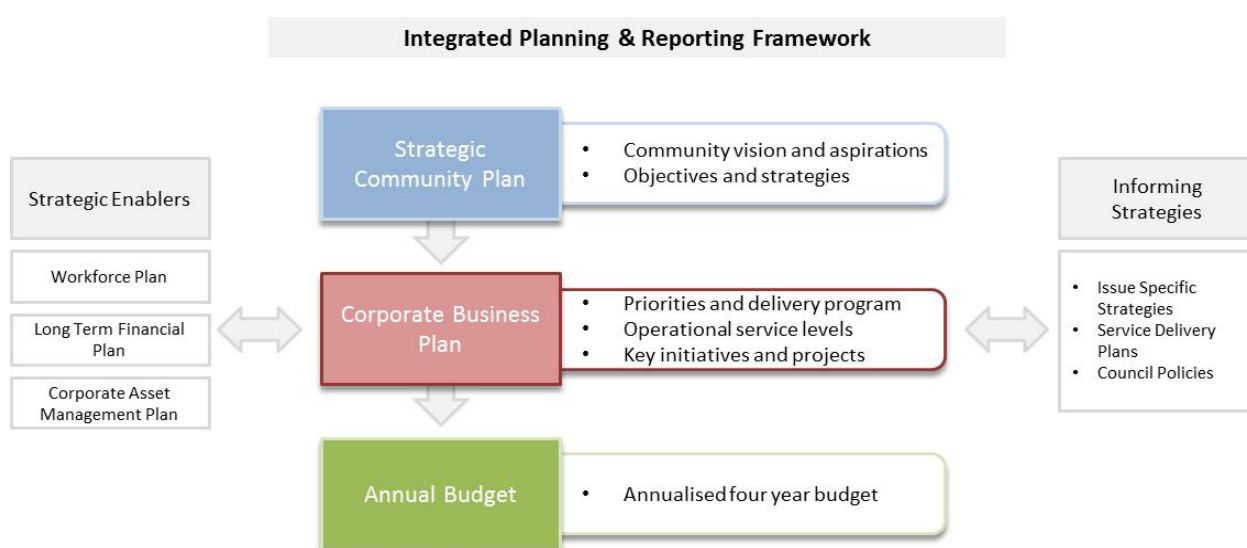 Integrated Planning & Reporting Framework
Strategic Enablers
Workforce Plan
Long Term Financial
Plan
Corporate Asset
Management Plan
Strategic
Community Plan
• Community vision and aspirations
• Objectives and strategies
Corporate Business
Plan
• Priorities and delivery program
• Operational service levels
• Key initiatives and projects
Annual Budget
• Annualised four year budget
Informing
Strategies
• Issue Specific
Strategies
• Service Delivery
Plans
• Council Policies